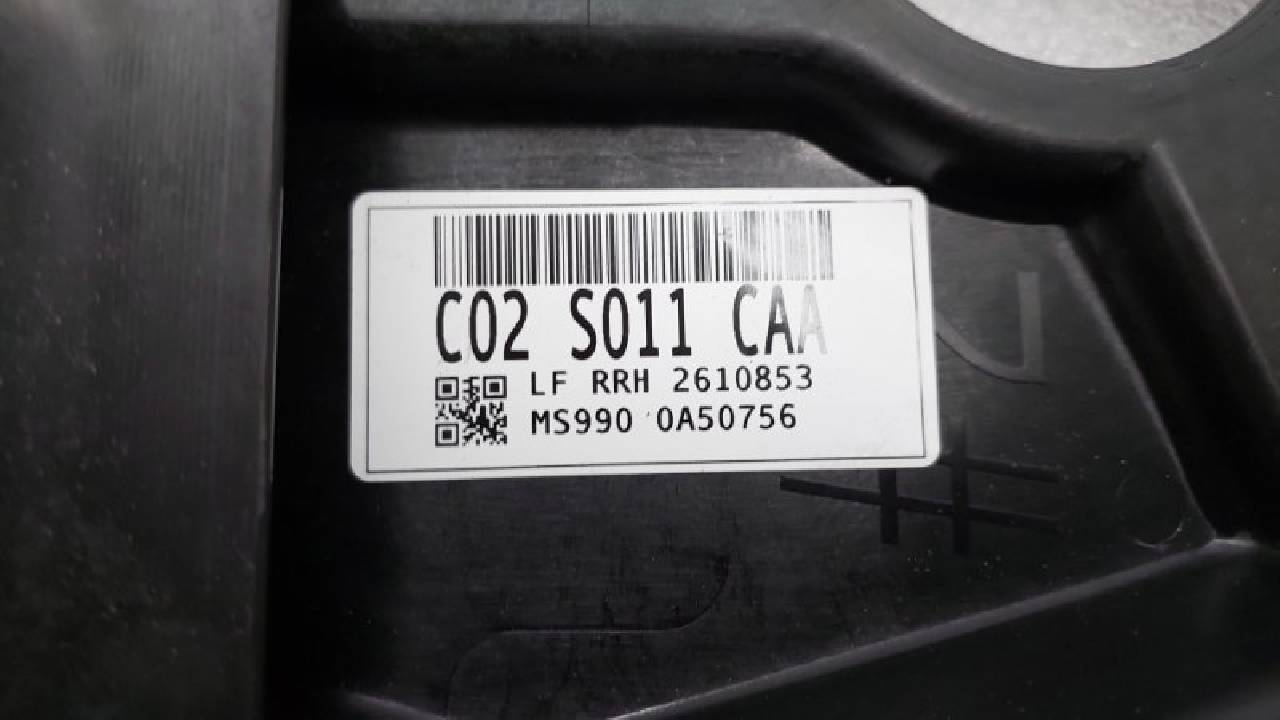 C02 S011 CAA
LF RRH 2610853
MS990 0A50756